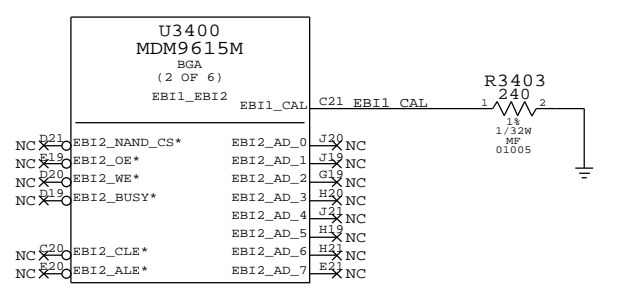 U3400
MDM9615M
BGA
(2 OF 6)
EBI1_EBI2
EBI1_CAL C21 EBI1_CAL
R3403
240
1 2
1%
1/32W
MF
01005
NC D21 EBI2_NAND_CS* EBI2_AD_0 J20 NC
NC E19 EBI2_OE* EBI2_AD_1 J19 NC
NC D20 EBI2_WE* EBI2_AD_2 G19 NC
NC D19 EBI2_BUSY* EBI2_AD_3 H20 NC
EBI2_AD_4 J21 NC
EBI2_AD_5 H19 NC
NC C20 EBI2_CLE* EBI2_AD_6 H21 NC
NC E20 EBI2_ALE* EBI2_AD_7 E21 NC